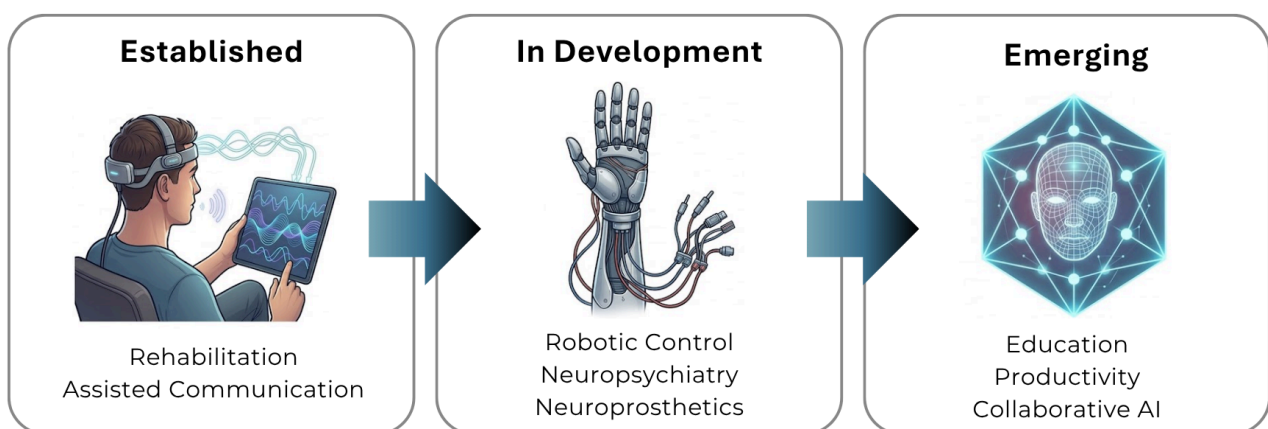 Established
Rehabilitation
Assisted Communication
In Development
Robotic Control
Neuropsychiatry
Neuroprosthetics
Emerging
Education
Productivity
Collaborative AI